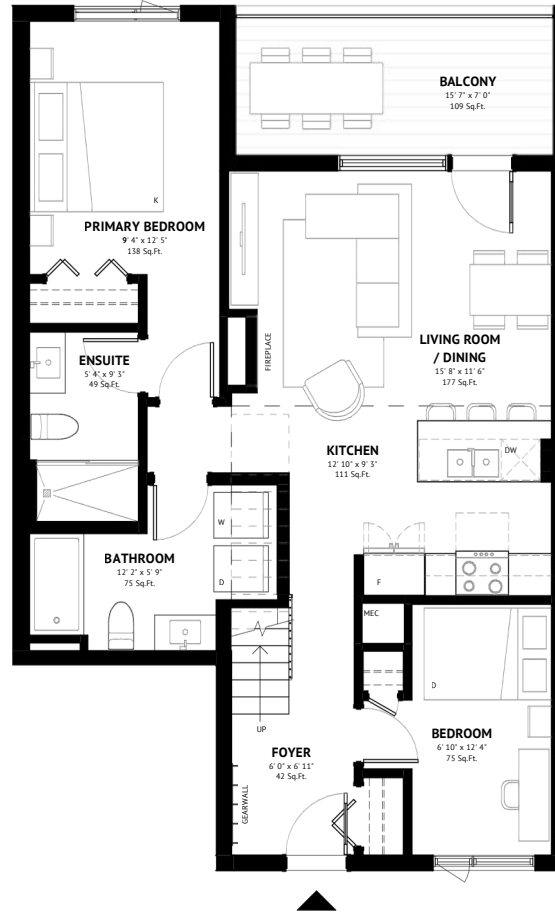 BALCONY
15' 7" x 7' 0"
109 Sq.Ft.
K
PRIMARY BEDROOM
9' 4" x 12' 5"
138 Sq.Ft.
FIREPLACE
LIVING ROOM
/ DINING
15' 8" x 11' 6"
177 Sq.Ft.
ENSUITE
5' 4" x 9' 3"
49 Sq.Ft.
KITCHEN
12' 10" x 9' 3"
111 Sq.Ft.
DW
W
D
BATHROOM
12' 2" x 5' 9"
75 Sq.Ft.
F
MEC
D
UP
FOYER
6' 0" x 6' 11"
42 Sq.Ft.
BEDROOM
6' 10" x 12' 4"
75 Sq.Ft.
GEARWALL